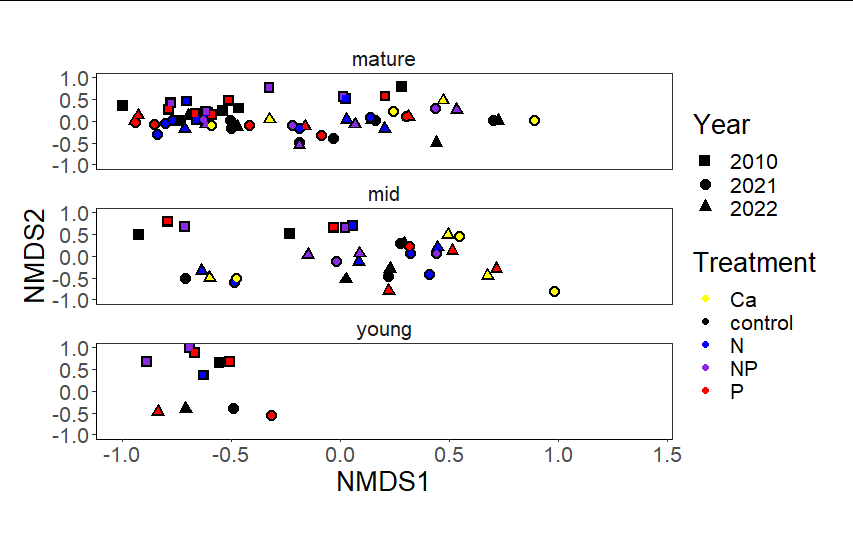 mature
1.0
0.5
0.0
-0.5
-1.0
mid
1.0
0.5
0.0
-0.5
-1.0
young
1.0
0.5
0.0
-0.5
-1.0
-1.0 -0.5 0.0 0.5 1.0 1.5
NMDS1
NMDS2
Year
2010
2021
2022
Treatment
Ca
control
N
NP
P